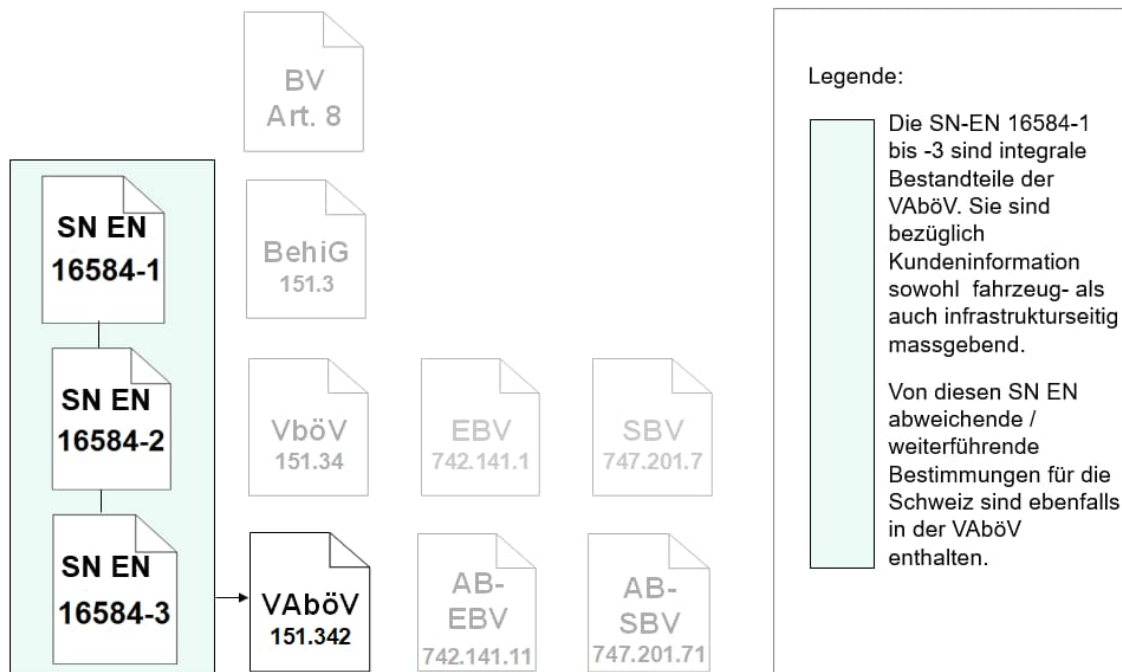 BV
Art. 8
SN EN
16584-1
BehiG
151.3
SN EN
16584-2
VböV
151.34
EBV
742.141.1
SBV
747.201.7
SN EN
16584-3
VAböV
151.342
AB-
EBV
742.141.11
AB-
SBV
747.201.71
Legende:
Die SN-EN 16584-1
bis -3 sind integrale
Bestandteile der
VAböV. Sie sind
bezüglich
Kundeninformation
sowohl fahrzeug- als
auch infrastrukturseitig
massgebend.
Von diesen SN EN
abweichende /
weiterführende
Bestimmungen für die
Schweiz sind ebenfalls
in der VAböV
enthalten.